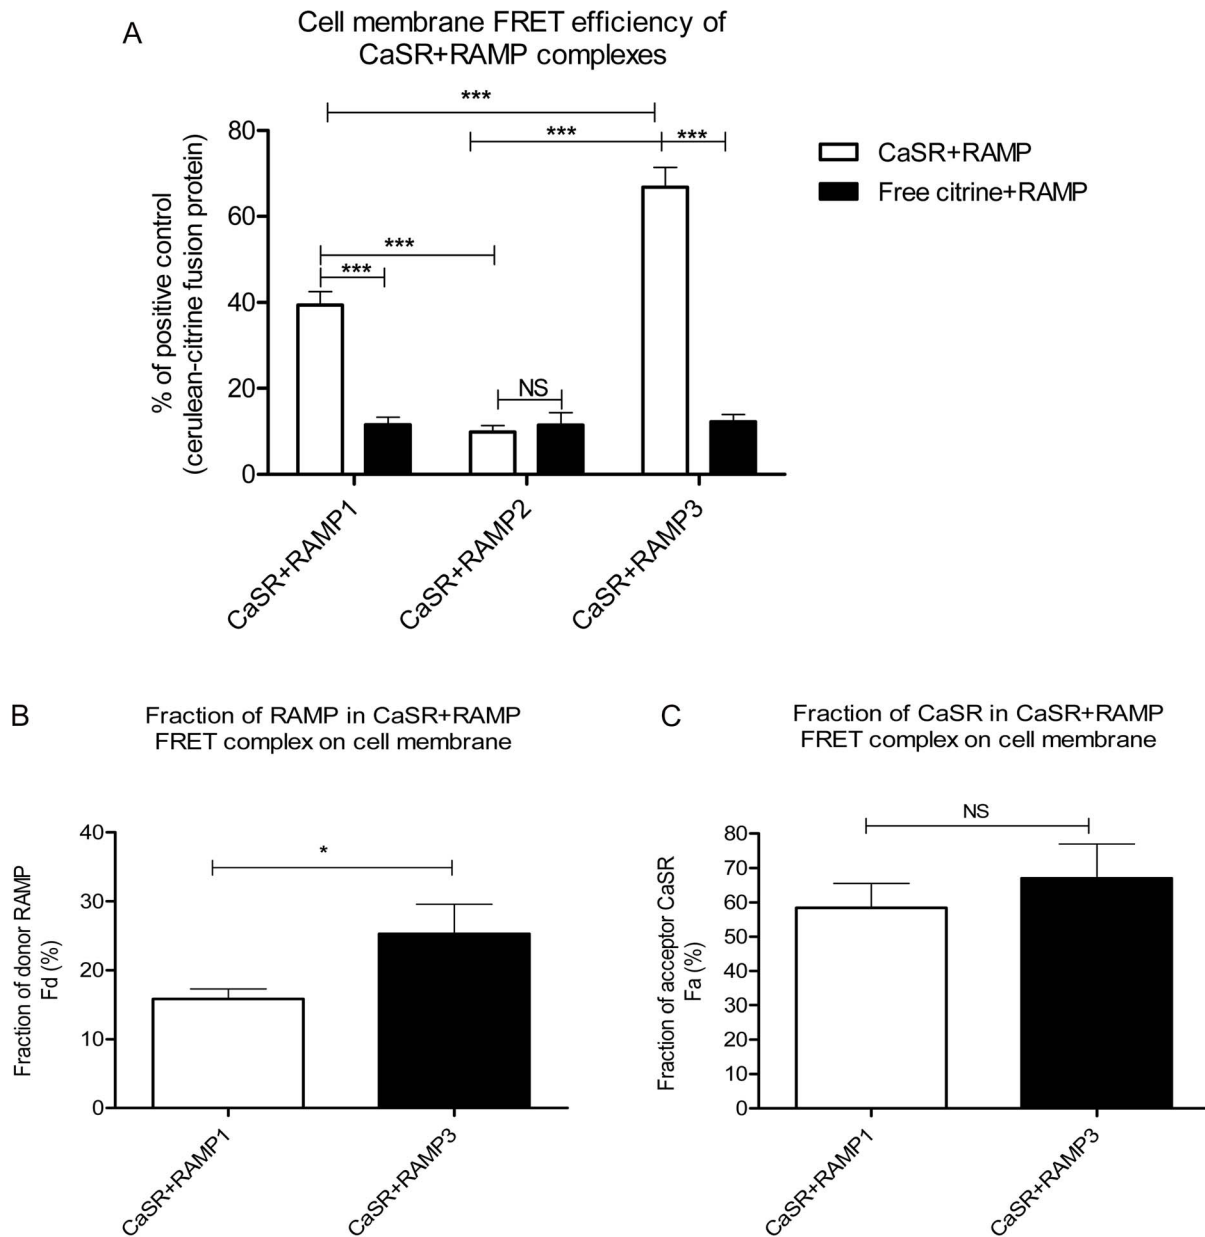 A
Cell membrane FRET efficiency of
CaSR+RAMP complexes
% of positive control
(cerulean-citrine fusion protein)
80
60
40
20
0
***
***
***
***
***
NS
CaSR+RAMP
Free citrine+RAMP
CaSR+RAMP1
CaSR+RAMP2
CaSR+RAMP3
B
Fraction of RAMP in CaSR+RAMP
FRET complex on cell membrane
Fraction of donor RAMP
Fd (%)
40
30
20
10
0
*
CaSR+RAMP1
CaSR+RAMP3
C
Fraction of CaSR in CaSR+RAMP
FRET complex on cell membrane
Fraction of acceptor CaSR
Fa (%)
80
70
60
50
40
30
20
10
0
NS
CaSR+RAMP1
CaSR+RAMP3